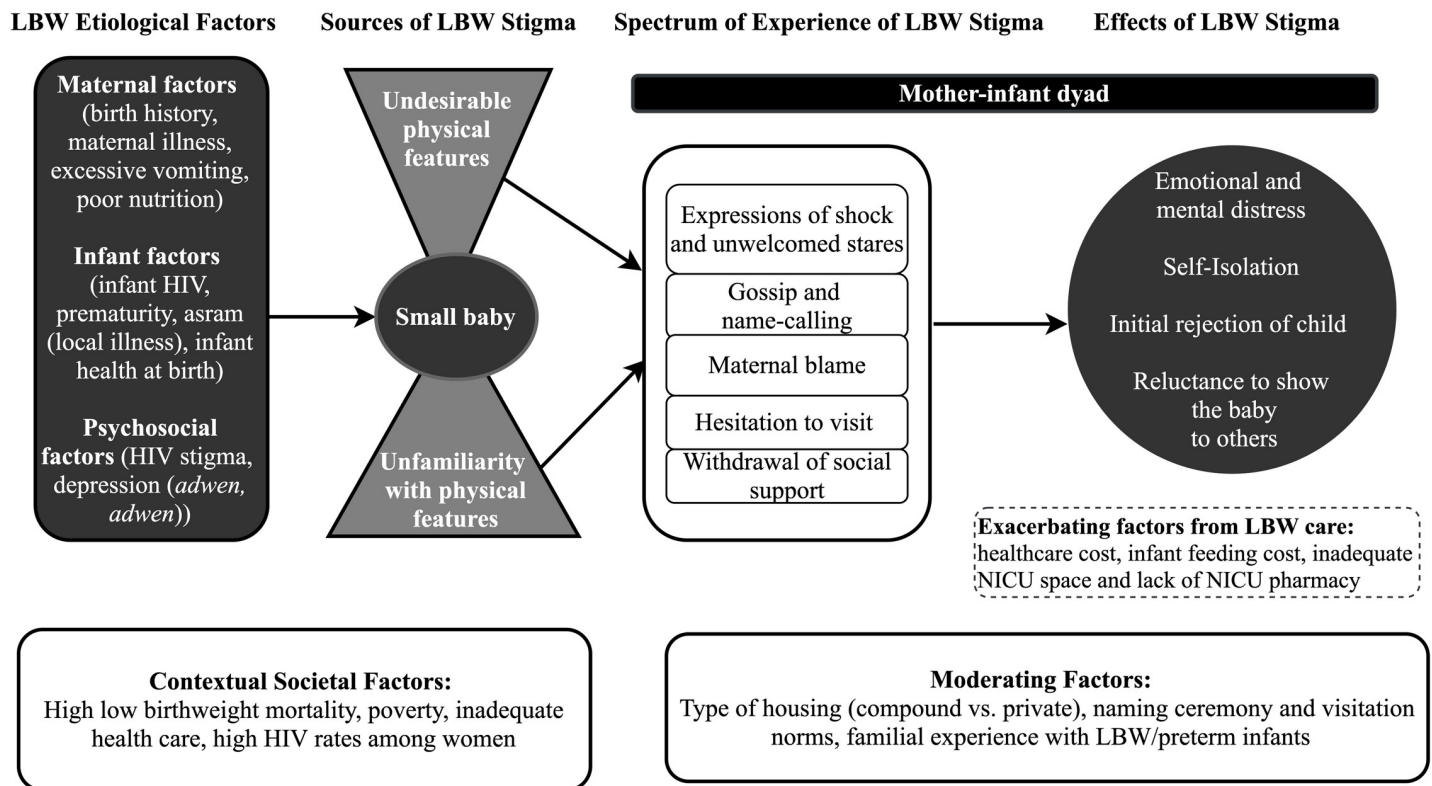 LBW Etiological Factors
Sources of LBW Stigma
Spectrum of Experience of LBW Stigma
Effects of LBW Stigma
Maternal factors
(birth history,
maternal illness,
excessive vomiting,
poor nutrition)
Infant factors
(infant HIV,
prematurity, asram
(local illness), infant
health at birth)
Psychosocial
factors (HIV stigma,
depression (adwen,
adwen))
Undesirable
physical
features
Small baby
Unfamiliarity
with physical
features
Mother-infant dyad
Expressions of shock
and unwelcomed stares
Gossip and
name-calling
Maternal blame
Hesitation to visit
Withdrawal of social
support
Emotional and
mental distress
Self-Isolation
Initial rejection of child
Reluctance to show
the baby
to others
Exacerbating factors from LBW care:
healthcare cost, infant feeding cost, inadequate
NICU space and lack of NICU pharmacy
Contextual Societal Factors:
High low birthweight mortality, poverty, inadequate
health care, high HIV rates among women
Moderating Factors:
Type of housing (compound vs. private), naming ceremony and visitation
norms, familial experience with LBW/preterm infants